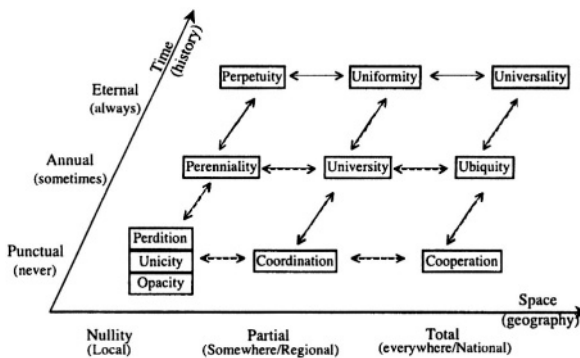 Time
(history)
Eternal
(always)
Perpetuity
Uniformity
Universality
Annual
(sometimes)
Perenniality
University
Ubiquity
Punctual
(never)
Perdition
Unicity
Opacity
Coordination
Cooperation
Space
(geography)
Nullity
(Local)
Partial
(Somewhere/Regional)
Total
(everywhere/National)